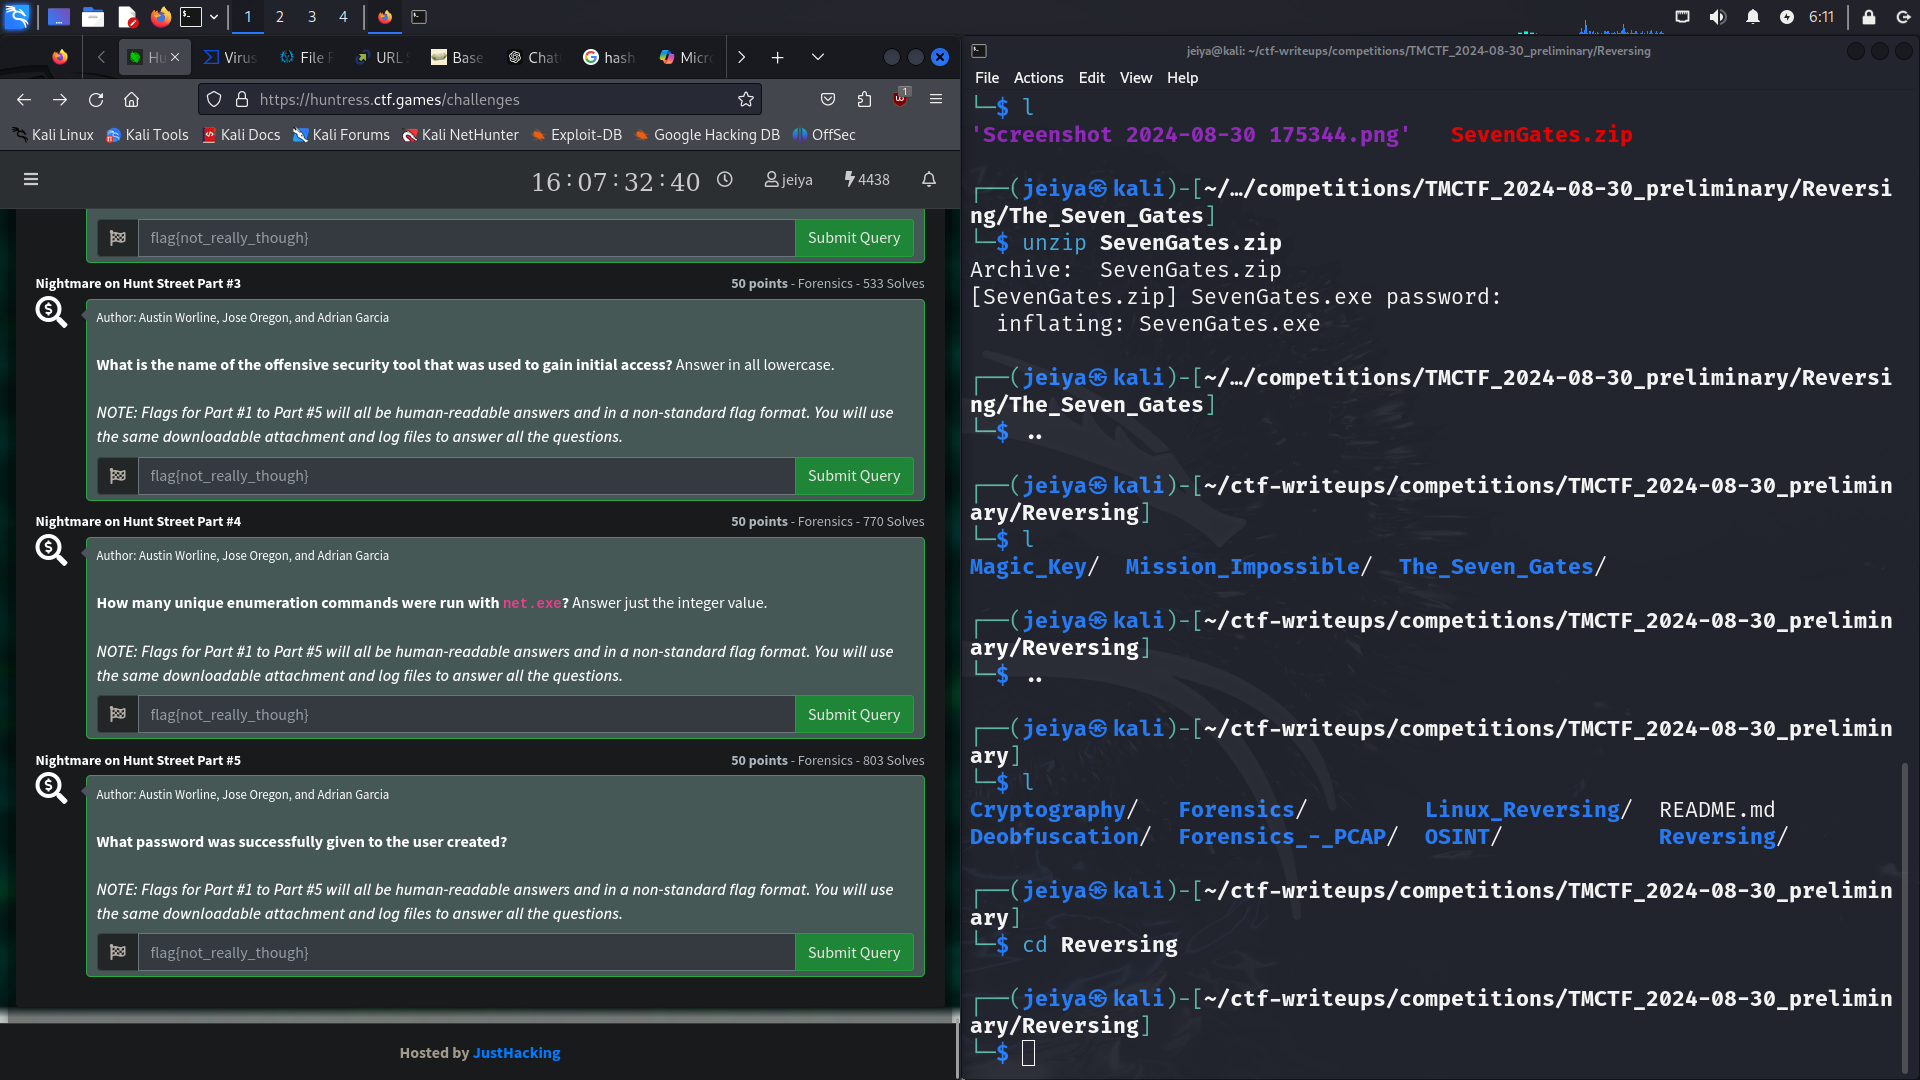 1 2 3 4
6:11
Hu
Virus
File F
URL
Base
Chat
hash
Micr
https://huntress.ctf.games/challenges
1
Kali Linux
Kali Tools
Kali Docs
Kali Forums
Kali NetHunter
Exploit-DB
Google Hacking DB
OffSec
16:07:32:40
jeiya
4438
flag{not_really_though}
Submit Query
Nightmare on Hunt Street Part #3
50 points - Forensics - 533 Solves
Author: Austin Worline, Jose Oregon, and Adrian Garcia
What is the name of the offensive security tool that was used to gain initial access? Answer in all lowercase.
NOTE: Flags for Part #1 to Part #5 will all be human-readable answers and in a non-standard flag format. You will use
the same downloadable attachment and log files to answer all the questions.
flag{not_really_though}
Submit Query
Nightmare on Hunt Street Part #4
50 points - Forensics - 770 Solves
Author: Austin Worline, Jose Oregon, and Adrian Garcia
How many unique enumeration commands were run with net.exe? Answer just the integer value.
NOTE: Flags for Part #1 to Part #5 will all be human-readable answers and in a non-standard flag format. You will use
the same downloadable attachment and log files to answer all the questions.
flag{not_really_though}
Submit Query
Nightmare on Hunt Street Part #5
50 points - Forensics - 803 Solves
Author: Austin Worline, Jose Oregon, and Adrian Garcia
What password was successfully given to the user created?
NOTE: Flags for Part #1 to Part #5 will all be human-readable answers and in a non-standard flag format. You will use
the same downloadable attachment and log files to answer all the questions.
flag{not_really_though}
Submit Query
Hosted by JustHacking
jeiya@kali: ~/ctf-writeups/competitions/TMCTF_2024-08-30_preliminary/Reversing
File Actions Edit View Help
└─$ l
'Screenshot 2024-08-30 175344.png' SevenGates.zip
┌──(jeiya㉿kali)-[~/…/competitions/TMCTF_2024-08-30_preliminary/Reversi
ng/The_Seven_Gates]
└─$ unzip SevenGates.zip
Archive:  SevenGates.zip
[SevenGates.zip] SevenGates.exe password:
  inflating: SevenGates.exe
┌──(jeiya㉿kali)-[~/…/competitions/TMCTF_2024-08-30_preliminary/Reversi
ng/The_Seven_Gates]
└─$ ..
┌──(jeiya㉿kali)-[~/ctf-writeups/competitions/TMCTF_2024-08-30_prelimin
ary/Reversing]
└─$ l
Magic_Key/  Mission_Impossible/  The_Seven_Gates/
┌──(jeiya㉿kali)-[~/ctf-writeups/competitions/TMCTF_2024-08-30_prelimin
ary/Reversing]
└─$ ..
┌──(jeiya㉿kali)-[~/ctf-writeups/competitions/TMCTF_2024-08-30_prelimin
ary]
└─$ l
Cryptography/   Forensics/          Linux_Reversing/  README.md
Deobfuscation/  Forensics_-_PCAP/  OSINT/            Reversing/
┌──(jeiya㉿kali)-[~/ctf-writeups/competitions/TMCTF_2024-08-30_prelimin
ary]
└─$ cd Reversing
┌──(jeiya㉿kali)-[~/ctf-writeups/competitions/TMCTF_2024-08-30_prelimin
ary/Reversing]
└─$